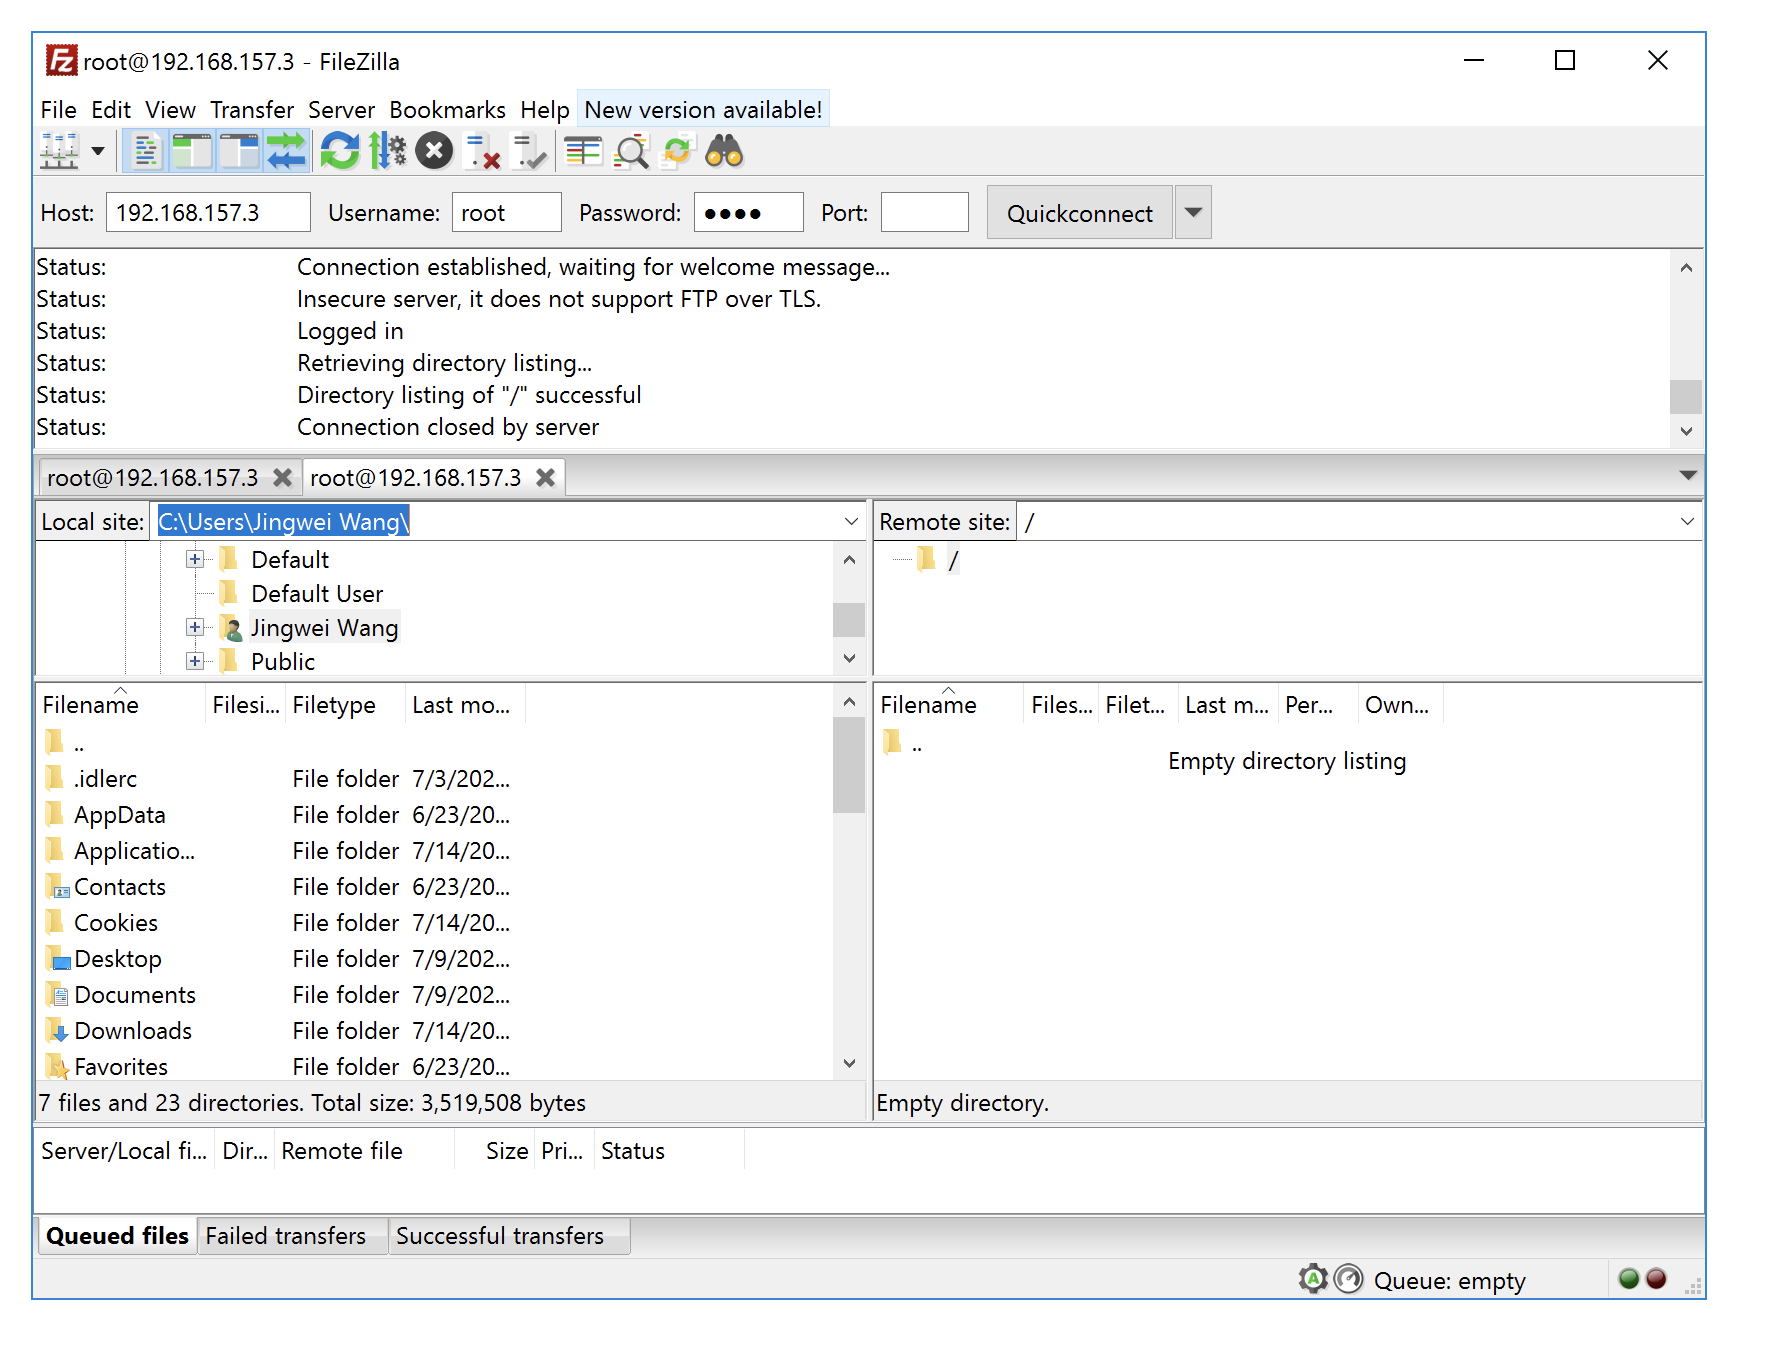 root@192.168.157.3 - FileZilla
File Edit View Transfer Server Bookmarks Help New version available!
Host: 192.168.157.3 Username: root Password: ●●●● Port: Quickconnect
Status: Connection established, waiting for welcome message...
Status: Insecure server, it does not support FTP over TLS.
Status: Logged in
Status: Retrieving directory listing...
Status: Directory listing of "/" successful
Status: Connection closed by server
root@192.168.157.3 root@192.168.157.3
Local site: C:\Users\Jingwei Wang\
Default
Default User
Jingwei Wang
Public
Filename Filesi... Filetype Last mo...
..
.idlerc File folder 7/3/202...
AppData File folder 6/23/20...
Applicatio... File folder 7/14/20...
Contacts File folder 6/23/20...
Cookies File folder 7/14/20...
Desktop File folder 7/9/202...
Documents File folder 7/9/202...
Downloads File folder 7/14/20...
Favorites File folder 6/23/20...
7 files and 23 directories. Total size: 3,519,508 bytes
Remote site: /
/
Filename Files... Filet... Last m... Per... Own...
..
Empty directory listing
Empty directory.
Server/Local fi... Dir... Remote file Size Pri... Status
Queued files Failed transfers Successful transfers
Queue: empty